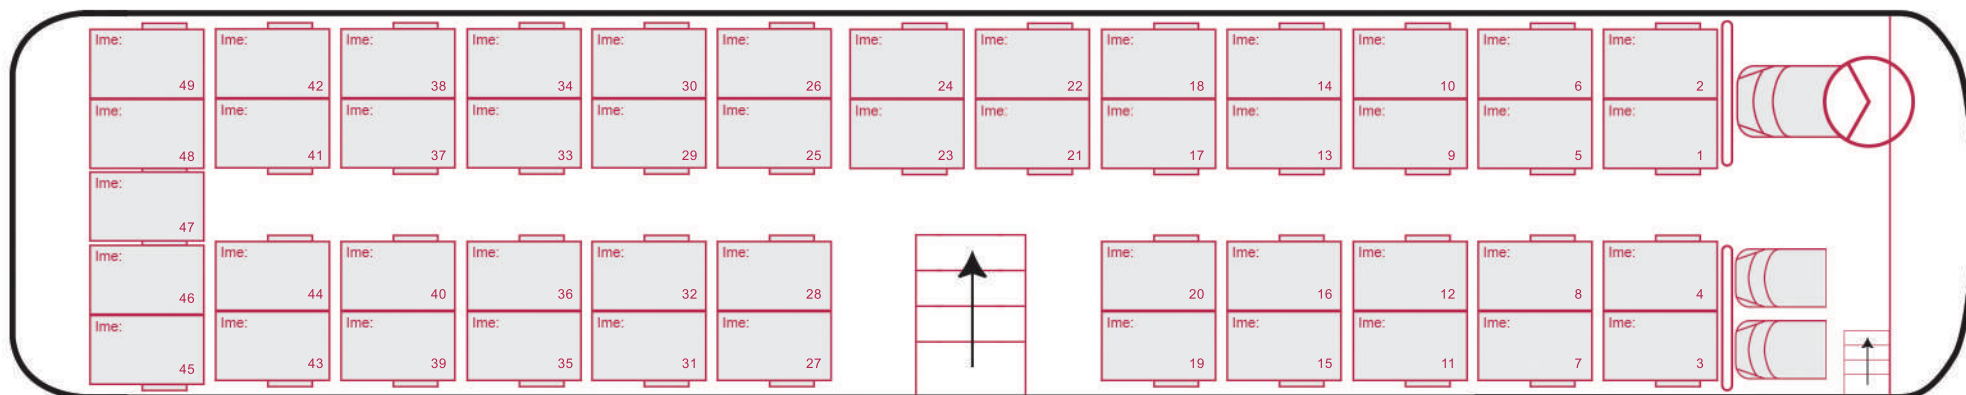 Ime: Ime: Ime: Ime: Ime: Ime: Ime: Ime: Ime: Ime: Ime: Ime: Ime:
49 42 38 34 30 26 24 22 18 14 10 6 2
Ime: Ime: Ime: Ime: Ime: Ime: Ime: Ime: Ime: Ime: Ime: Ime: Ime:
48 41 37 33 29 25 23 21 17 13 9 5 1
Ime:
47
Ime: Ime: Ime: Ime: Ime: Ime: Ime: Ime: Ime: Ime: Ime:
46 44 40 36 32 28 20 16 12 8 4
Ime: Ime: Ime: Ime: Ime: Ime: Ime: Ime: Ime: Ime: Ime:
45 43 39 35 31 27 19 15 11 7 3